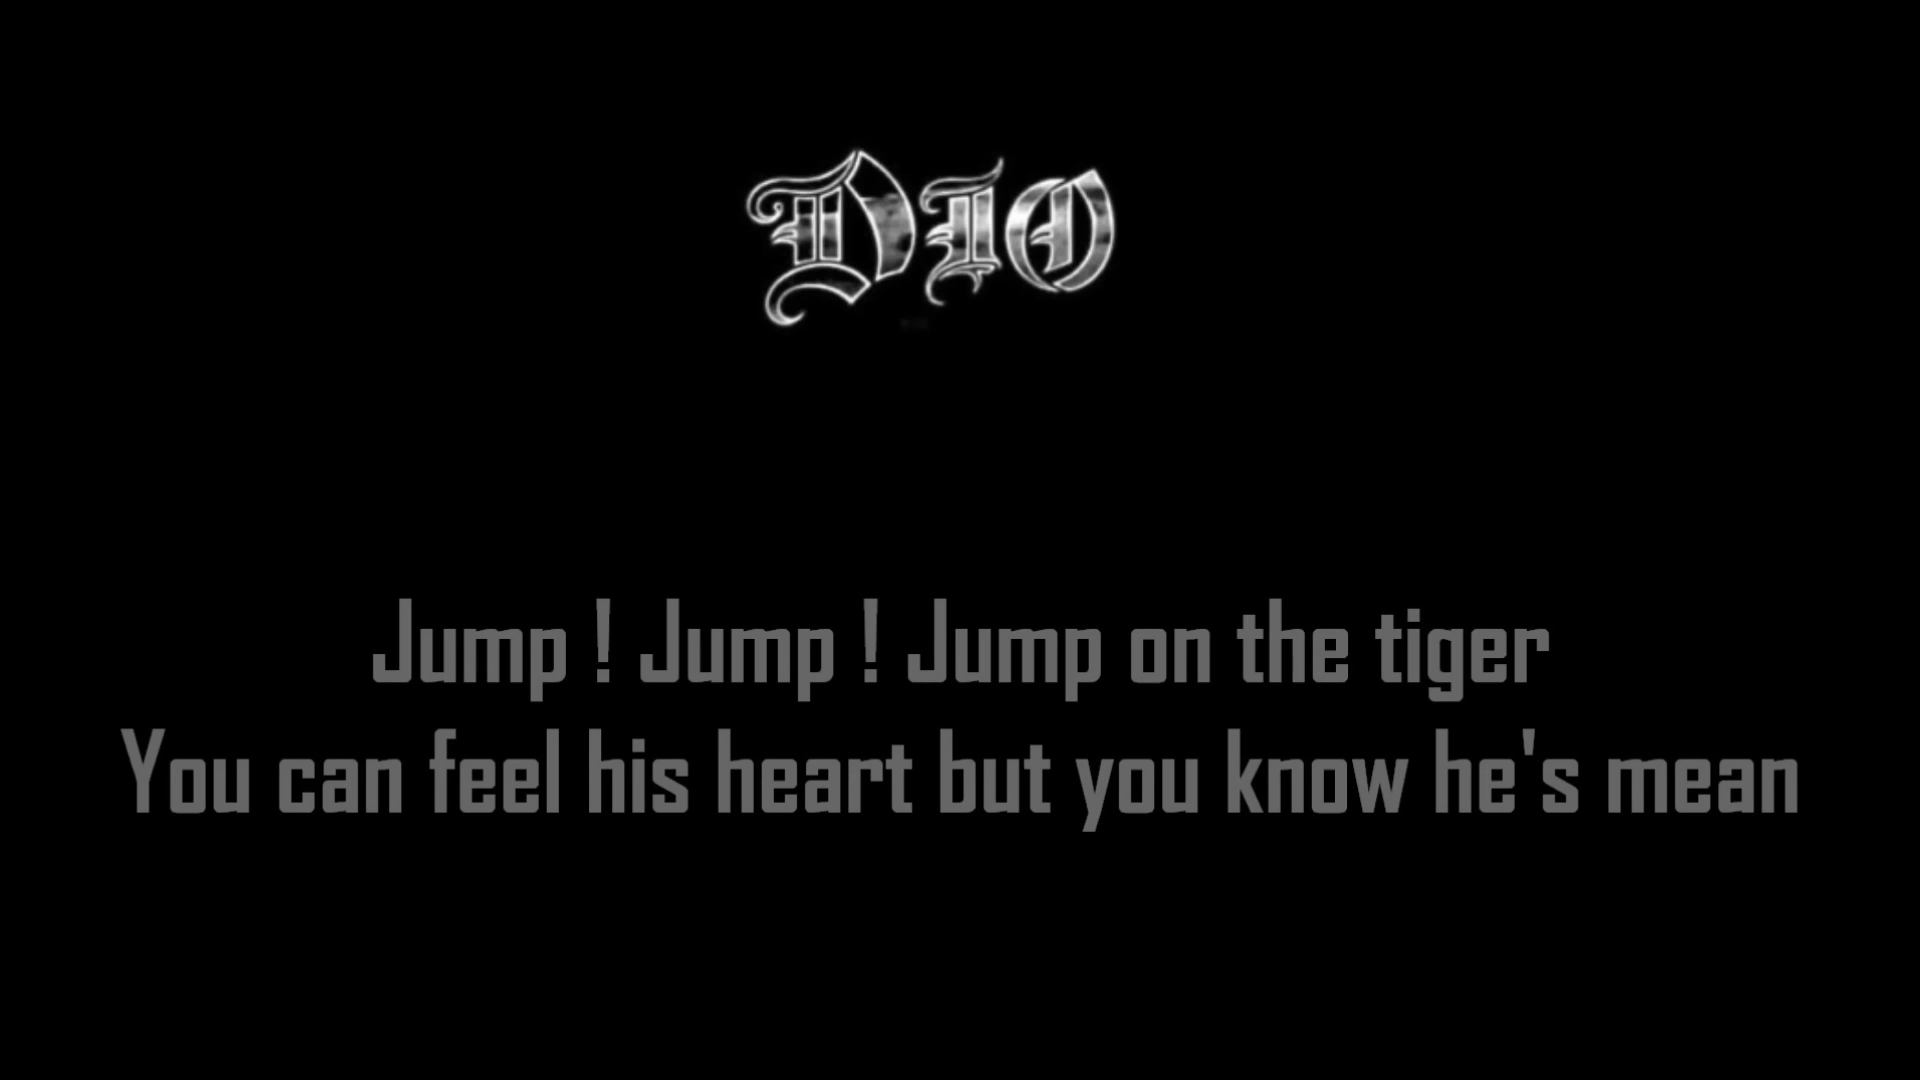 DIO
Jump ! Jump ! Jump on the tiger
You can feel his heart but you know he's mean